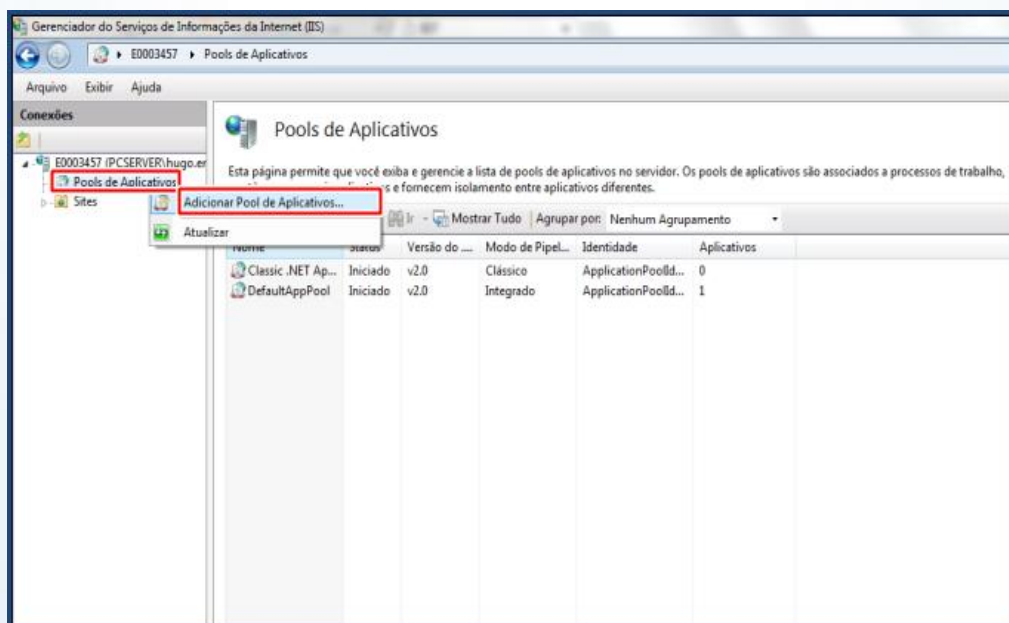 Gerenciador do Serviços de Informações da Internet (IIS)
E0003457 Pools de Aplicativos
Arquivo Exibir Ajuda
Conexões
E0003457 (PCSERVER\hugo.er
Pools de Aplicativos
Sites
Adicionar Pool de Aplicativos...
Atualizar
Pools de Aplicativos
Esta página permite que você exiba e gerencie a lista de pools de aplicativos no servidor. Os pools de aplicativos são associados a processos de trabalho,
e fornecem isolamento entre aplicativos diferentes.
Ir Mostrar Tudo Agrupar por: Nenhum Agrupamento
Nome Status Versão do .... Modo de Pipel... Identidade Aplicativos
Classic .NET Ap... Iniciado v2.0 Clássico ApplicationPoolId... 0
DefaultAppPool Iniciado v2.0 Integrado ApplicationPoolId... 1